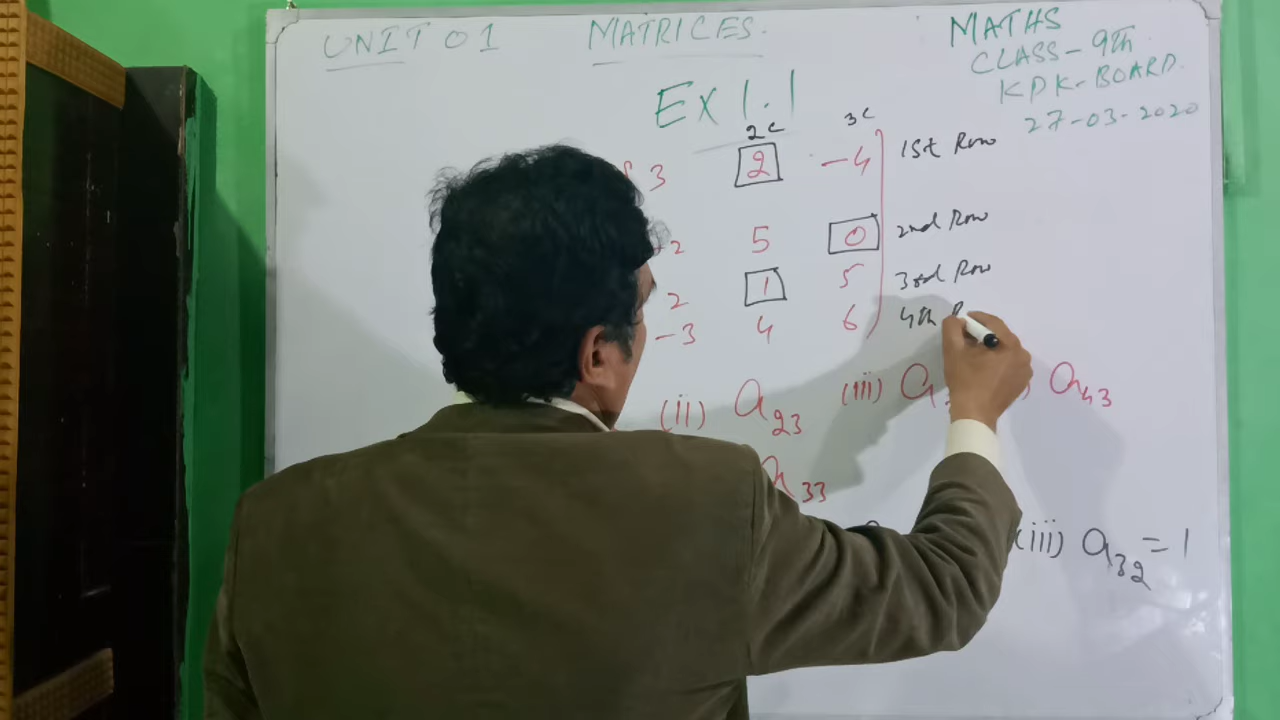 UNIT 01 MATRICES. MATHS
CLASS-9th
KPK-BOARD
27-03-2020
Ex 1.1
2c 3c
3 2 -4 1st Row
-2 5 0 2nd Row
2 1 5 3rd Row
-3 4 6 4th
(ii) a23 (iii) a43
a33
(iii) a32 = 1